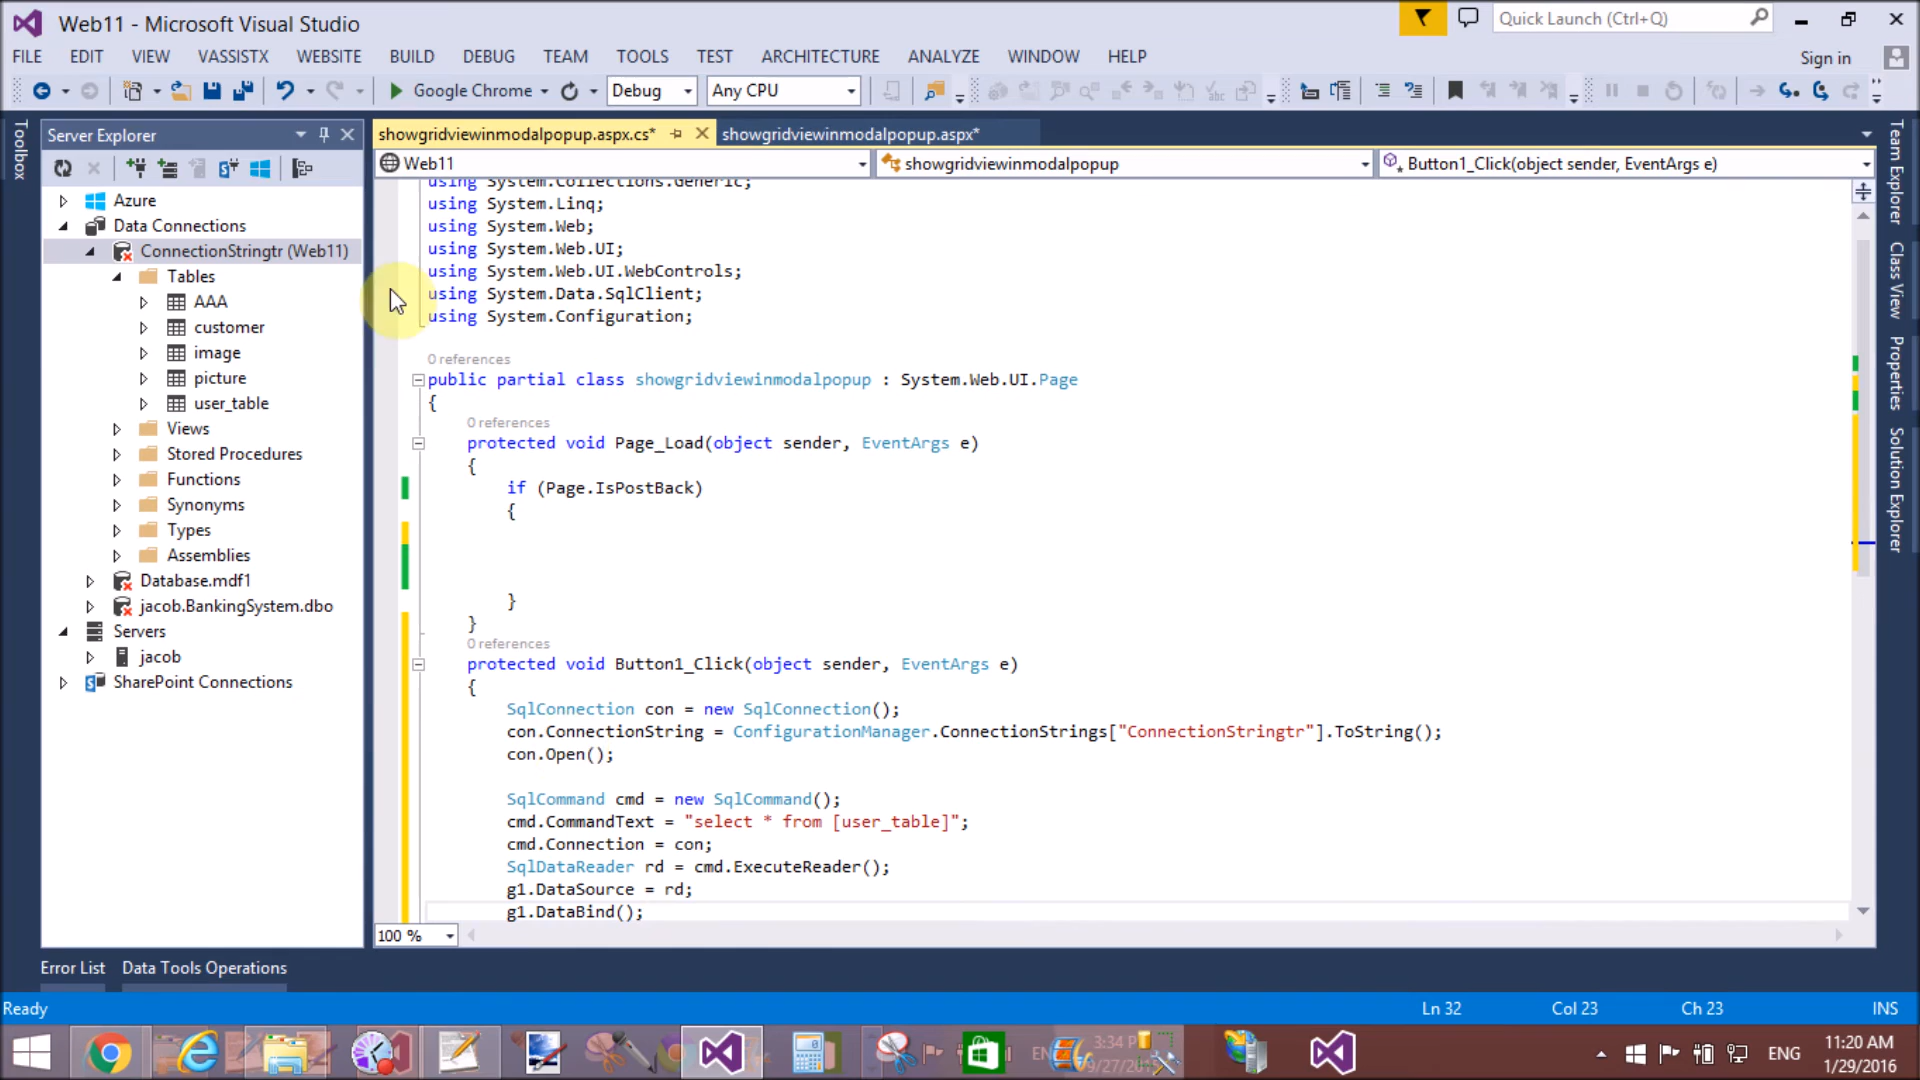 Web11 - Microsoft Visual Studio
Quick Launch (Ctrl+Q)
FILE EDIT VIEW VASSISTX WEBSITE BUILD DEBUG TEAM TOOLS TEST ARCHITECTURE ANALYZE WINDOW HELP
Sign in
Google Chrome
Debug
Any CPU
Toolbox
Server Explorer
Azure
Data Connections
ConnectionStringtr (Web11)
Tables
AAA
customer
image
picture
user_table
Views
Stored Procedures
Functions
Synonyms
Types
Assemblies
Database.mdf1
jacob.BankingSystem.dbo
Servers
jacob
SharePoint Connections
showgridviewinmodalpopup.aspx.cs*
showgridviewinmodalpopup.aspx*
Web11
showgridviewinmodalpopup
Button1_Click(object sender, EventArgs e)
using System.Collections.Generic;
using System.Linq;
using System.Web;
using System.Web.UI;
using System.Web.UI.WebControls;
using System.Data.SqlClient;
using System.Configuration;
0 references
public partial class showgridviewinmodalpopup : System.Web.UI.Page
{
0 references
protected void Page_Load(object sender, EventArgs e)
{
if (Page.IsPostBack)
{
}
}
0 references
protected void Button1_Click(object sender, EventArgs e)
{
SqlConnection con = new SqlConnection();
con.ConnectionString = ConfigurationManager.ConnectionStrings["ConnectionStringtr"].ToString();
con.Open();
SqlCommand cmd = new SqlCommand();
cmd.CommandText = "select * from [user_table]";
cmd.Connection = con;
SqlDataReader rd = cmd.ExecuteReader();
g1.DataSource = rd;
g1.DataBind();
100 %
Team Explorer
Class View
Properties
Solution Explorer
Error List
Data Tools Operations
Ready
Ln 32
Col 23
Ch 23
INS
3:34 P
ENG
11:20 AM
1/29/2016